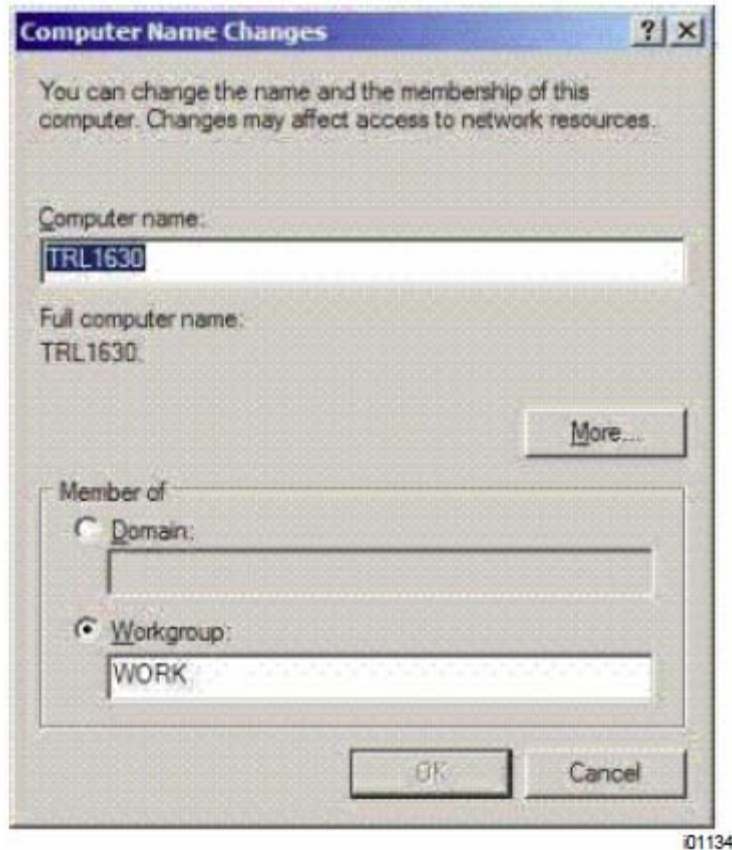 Computer Name Changes
You can change the name and the membership of this
computer. Changes may affect access to network resources.
Computer name:
TRL1630
Full computer name:
TRL1630.
More...
Member of
Domain:
Workgroup:
WORK
OK
Cancel
i01134